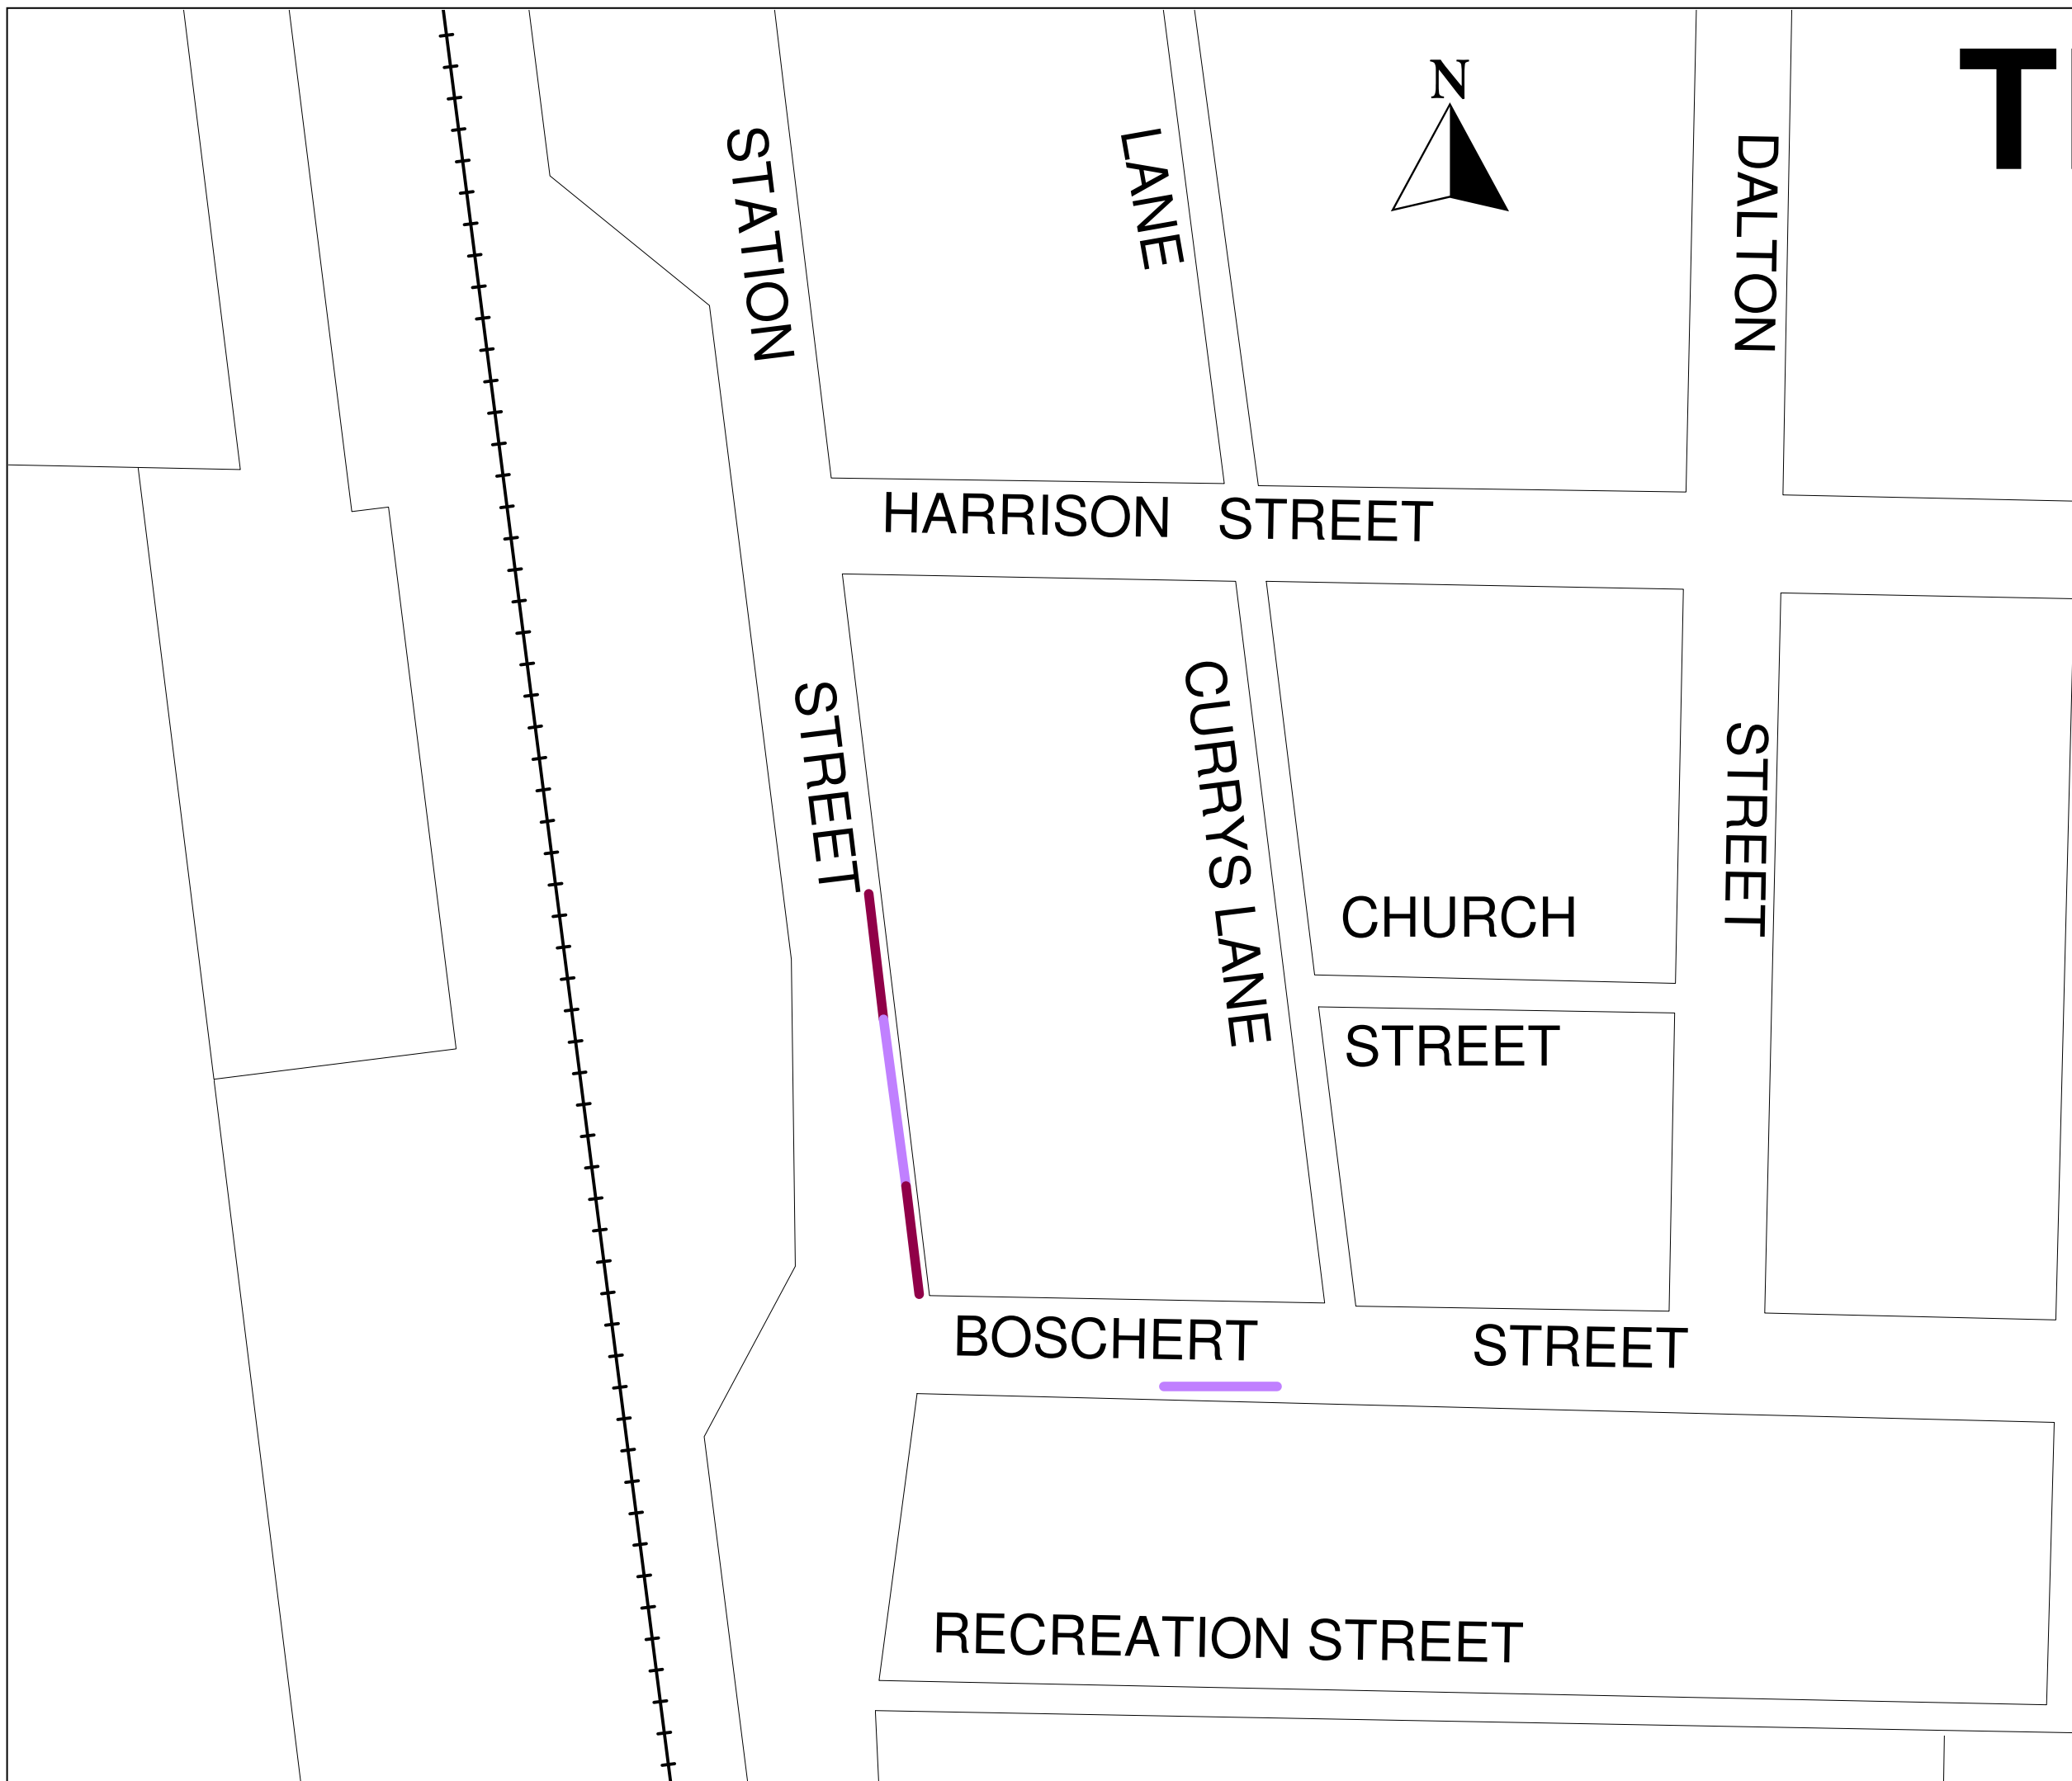 N
T
STATION
LANE
DALTON
HARRISON STREET
STREET
CURRYS LANE
STREET
CHURCH
STREET
BOSCHERT STREET
RECREATION STREET